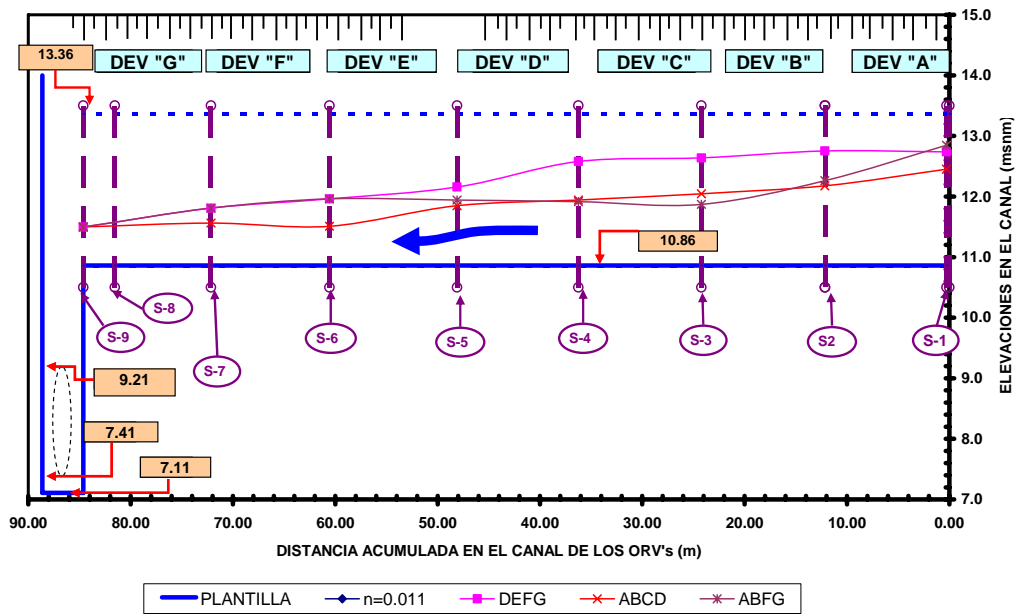 15.0
13.36
DEV "G" DEV "F" DEV "E" DEV "D" DEV "C" DEV "B" DEV "A"
14.0
13.0
12.0
10.86
11.0
10.0
S-9 S-8 S-7 S-6 S-5 S-4 S-3 S2 S-1
9.21
9.0
7.41
8.0
7.11
7.0
90.00 80.00 70.00 60.00 50.00 40.00 30.00 20.00 10.00 0.00
ELEVACIONES EN EL CANAL (msnm)
DISTANCIA ACUMULADA EN EL CANAL DE LOS ORV's (m)
PLANTILLA n=0.011 DEFG ABCD ABFG